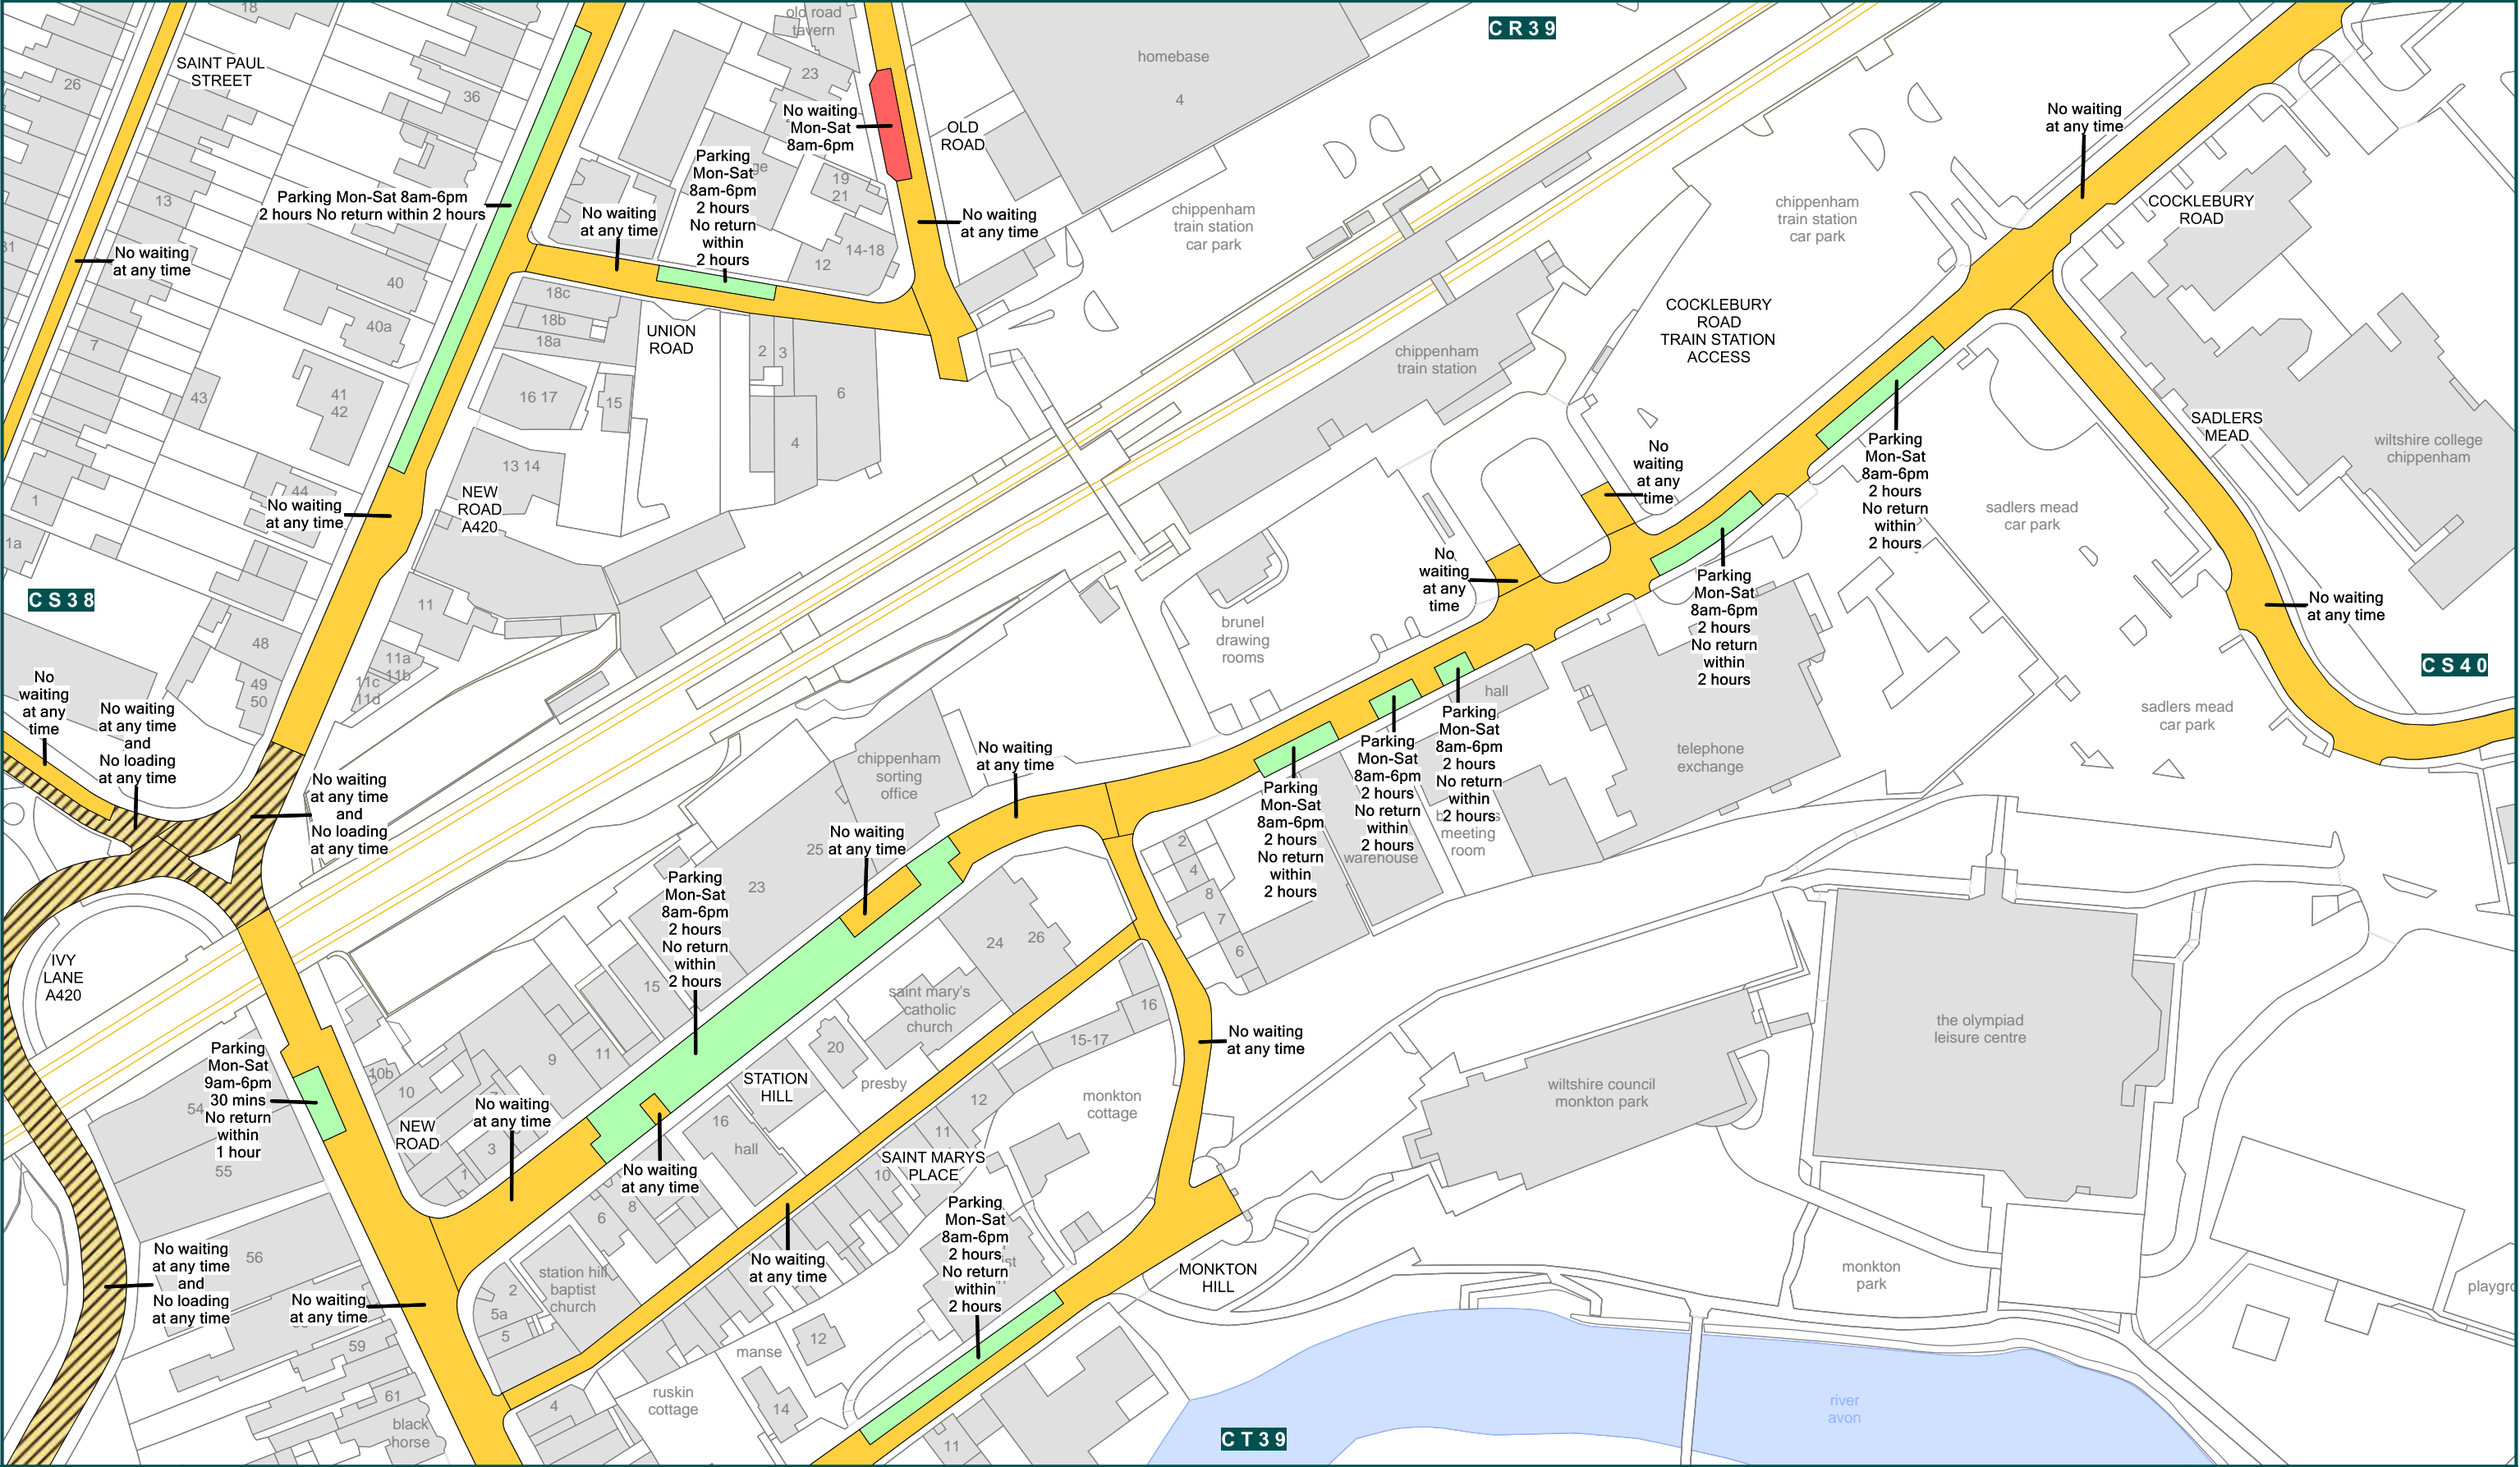 18
old road
tavern
CR39
homebase
4
SAINT PAUL
STREET
26
36
23
No waiting
Mon-Sat
8am-6pm
OLD
ROAD
No waiting
at any time
Parking
Mon-Sat
8am-6pm
2 hours
No return
within
2 hours
19
21
13
Parking Mon-Sat 8am-6pm
2 hours No return within 2 hours
No waiting
at any time
14-18
12
No waiting
at any time
chippenham
train station
car park
chippenham
train station
car park
COCKLEBURY
ROAD
No waiting
at any time
40
40a
18c
18b
18a
UNION
ROAD
2
3
6
4
COCKLEBURY
ROAD
TRAIN STATION
ACCESS
chippenham
train station
7
43
41
42
16 17
15
13 14
SADLERS
MEAD
wiltshire college
chippenham
1
44
No waiting
at any time
NEW
ROAD
A420
No
waiting
at any
time
Parking
Mon-Sat
8am-6pm
2 hours
No return
within
2 hours
sadlers mead
car park
1a
CS38
11
No
waiting
at any
time
Parking
Mon-Sat
8am-6pm
2 hours
No return
within
2 hours
No waiting
at any time
brunel
drawing
rooms
48
11a
11b
11c
11d
49
50
hall
CS40
No
waiting
at any
time
No waiting
at any time
and
No loading
at any time
No waiting
at any time
and
No loading
at any time
sadlers mead
car park
telephone
exchange
chippenham
sorting
office
No waiting
at any time
Parking
Mon-Sat
8am-6pm
2 hours
No return
within
2 hours
Parking
Mon-Sat
8am-6pm
2 hours
No return
within
2 hours
Parking
Mon-Sat
8am-6pm
2 hours
No return
within
2 hours
meeting
room
warehouse
25
No waiting
at any time
23
2
4
8
7
6
Parking
Mon-Sat
8am-6pm
2 hours
No return
within
2 hours
24
26
IVY
LANE
A420
15
saint mary's
catholic
church
16
15-17
No waiting
at any time
the olympiad
leisure centre
Parking
Mon-Sat
9am-6pm
30 mins
No return
within
1 hour
54
55
10b
10
9
11
20
presby
STATION
HILL
monkton
cottage
wiltshire council
monkton park
NEW
ROAD
No waiting
at any time
3
1
16
hall
12
11
SAINT MARYS
PLACE
10
No waiting
at any time
6
8
Parking
Mon-Sat
8am-6pm
2 hours
No return
within
2 hours
No waiting
at any time
and
No loading
at any time
56
No waiting
at any time
2
5a
5
station hill
baptist
church
No waiting
at any time
MONKTON
HILL
monkton
park
59
12
manse
61
black
horse
4
ruskin
cottage
14
11
CT39
river
avon